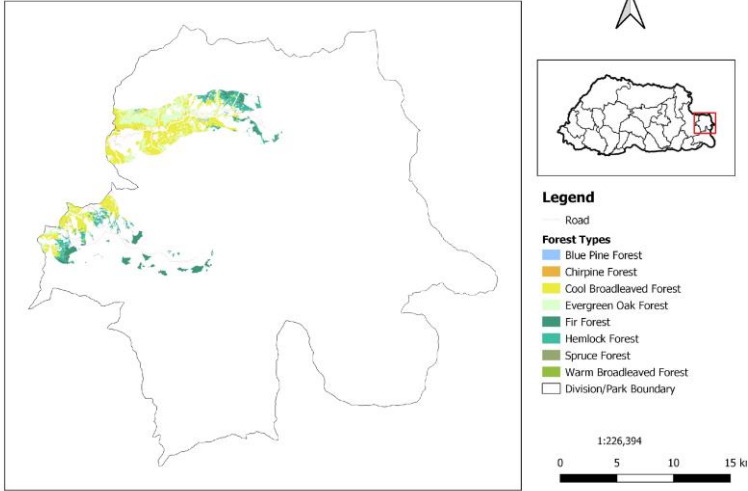 Legend
Road
Forest Types
Blue Pine Forest
Chirpine Forest
Cool Broadleaved Forest
Evergreen Oak Forest
Fir Forest
Hemlock Forest
Spruce Forest
Warm Broadleaved Forest
Division/Park Boundary
1:226,394
0 5 10 15 k